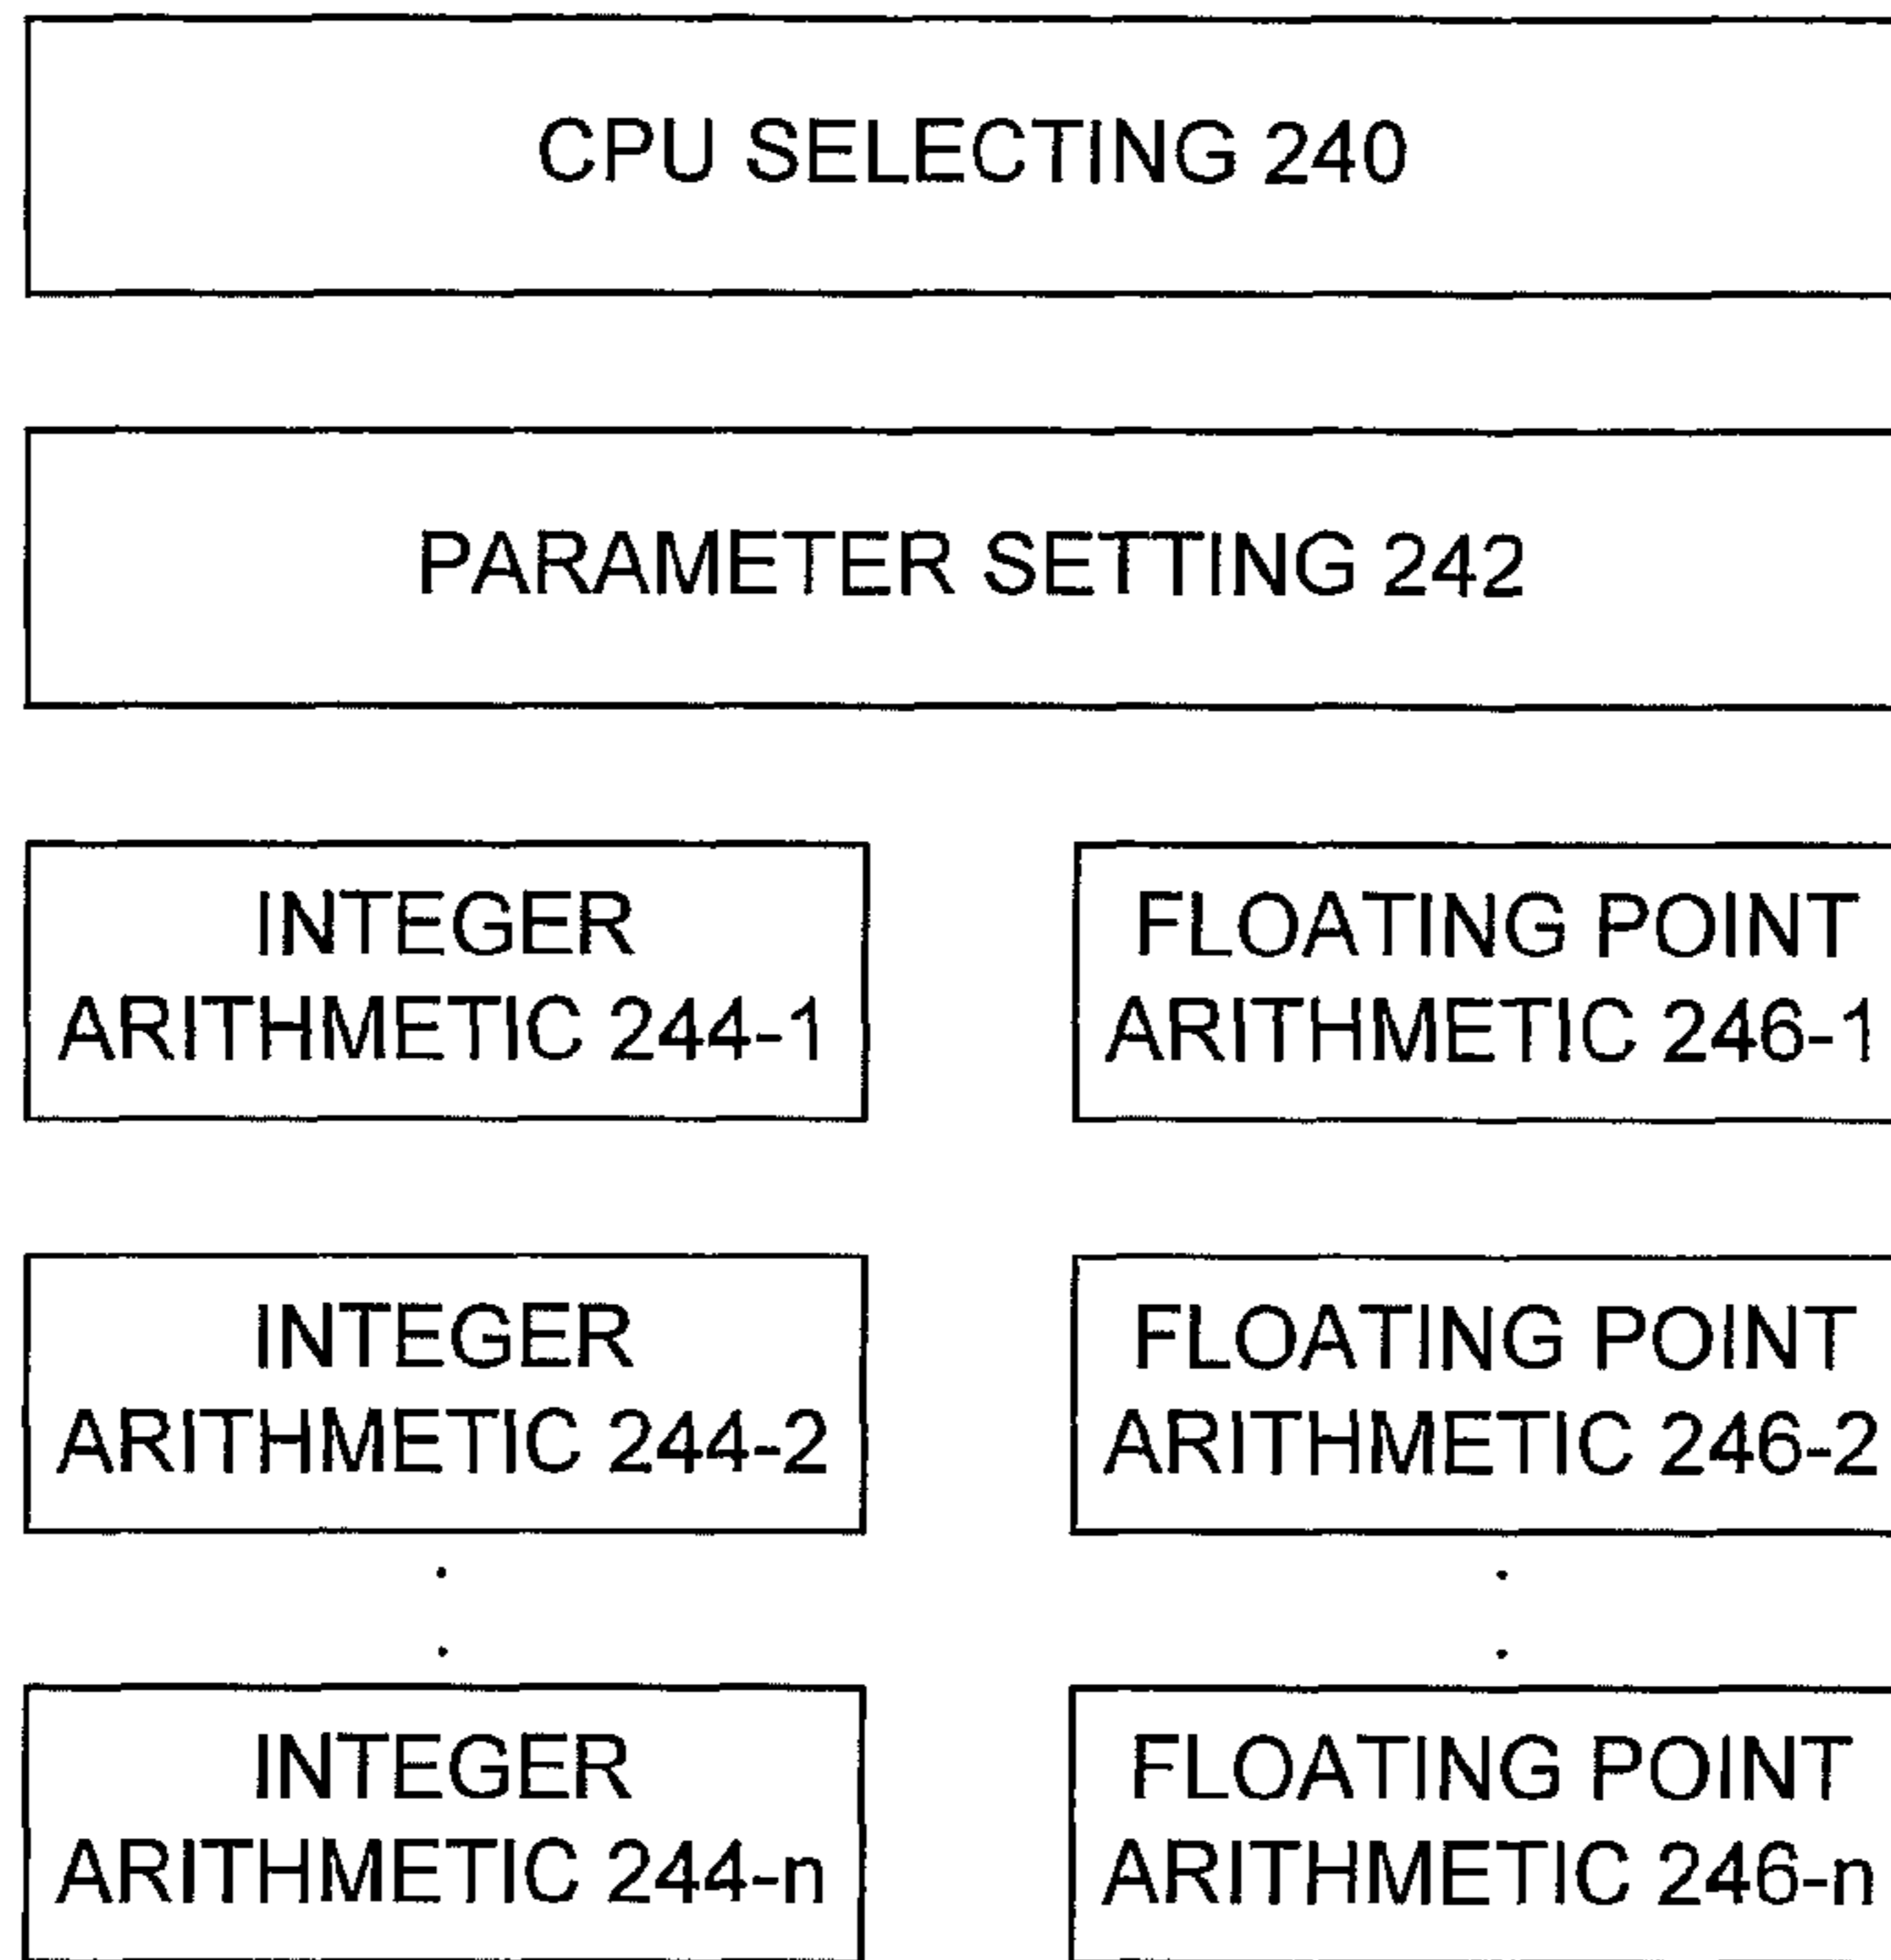 CPU SELECTING 240
PARAMETER SETTING 242
INTEGER
ARITHMETIC 244-1
FLOATING POINT
ARITHMETIC 246-1
INTEGER
ARITHMETIC 244-2
FLOATING POINT
ARITHMETIC 246-2
INTEGER
ARITHMETIC 244-n
FLOATING POINT
ARITHMETIC 246-n